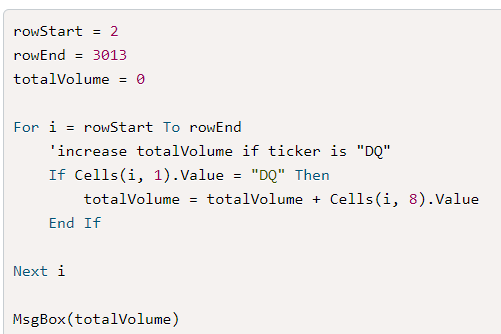 rowStart = 2
rowEnd = 3013
totalVolume = 0
For i = rowStart To rowEnd
    'increase totalVolume if ticker is "DQ"
    If Cells(i, 1).Value = "DQ" Then
        totalVolume = totalVolume + Cells(i, 8).Value
    End If
Next i
MsgBox(totalVolume)